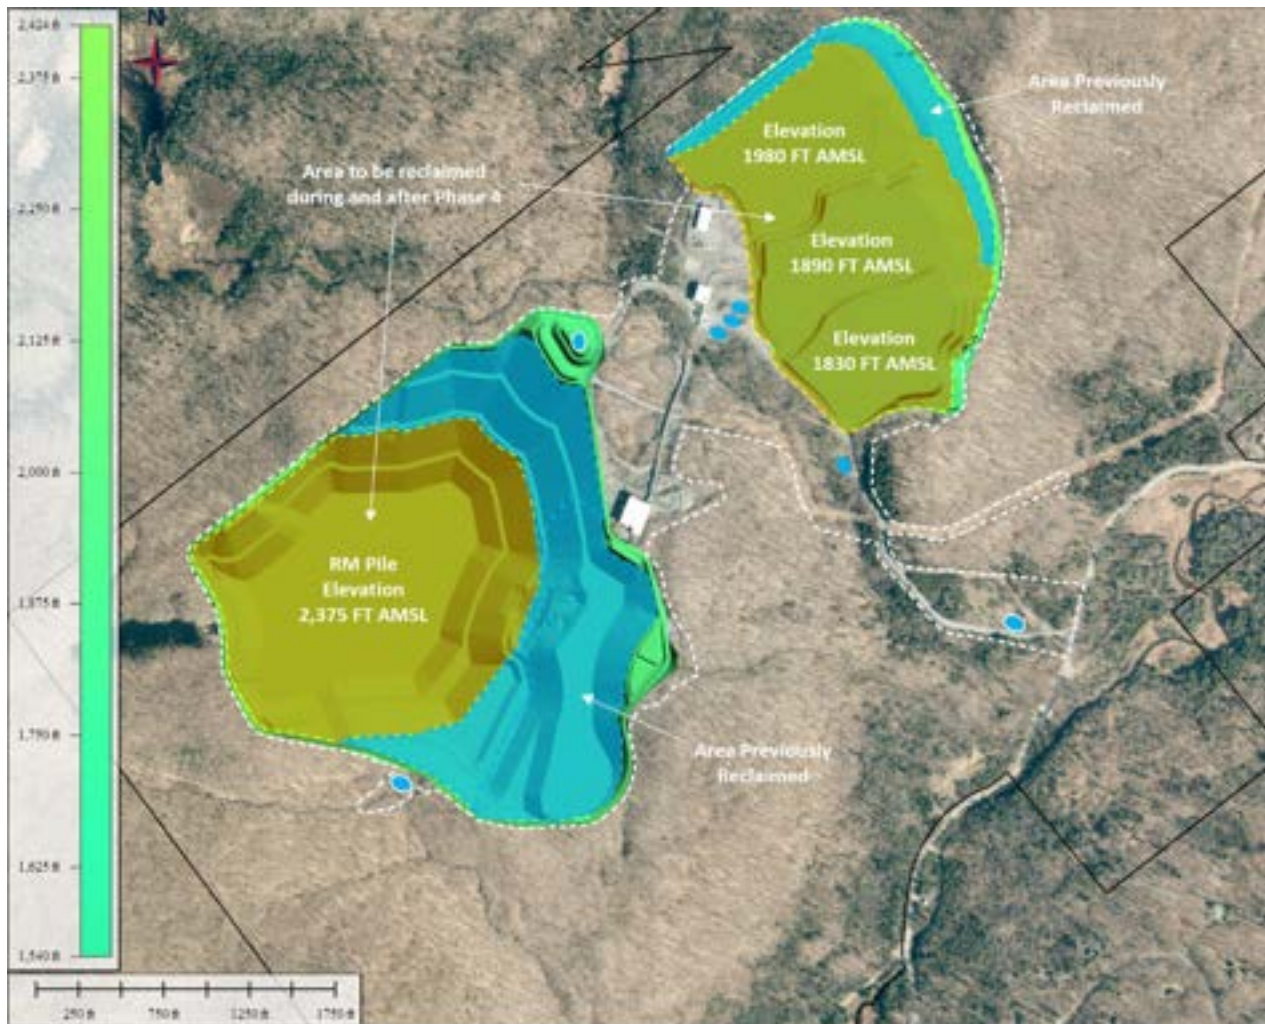 N
2,424 ft
2,375 ft
2,250 ft
2,125 ft
2,000 ft
1,875 ft
1,750 ft
1,625 ft
1,540 ft
Area Previously
Reclaimed
Elevation
1980 FT AMSL
Area to be reclaimed
during and after Phase 4
Elevation
1890 FT AMSL
Elevation
1830 FT AMSL
RM Pile
Elevation
2,375 FT AMSL
Area Previously
Reclaimed
250 ft 750 ft 1250 ft 1750 ft